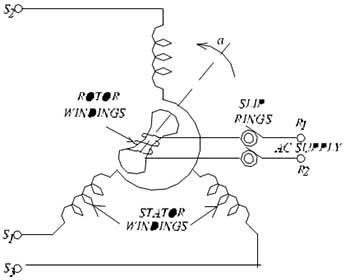 S2
a
ROTOR
WINDINGS
SLIP
RINGS
R1
AC SUPPLY
R2
STATOR
WINDINGS
S1
S3